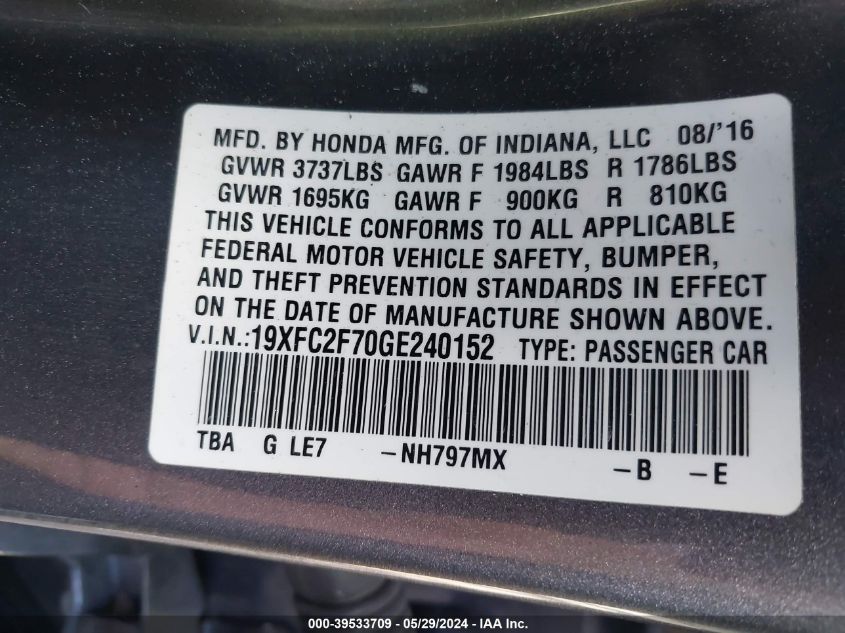 MFD. BY HONDA MFG. OF INDIANA, LLC 08/'16
GVWR 3737LBS GAWR F 1984LBS R 1786LBS
GVWR 1695KG GAWR F 900KG R 810KG
THIS VEHICLE CONFORMS TO ALL APPLICABLE
FEDERAL MOTOR VEHICLE SAFETY, BUMPER,
AND THEFT PREVENTION STANDARDS IN EFFECT
ON THE DATE OF MANUFACTURE SHOWN ABOVE.
V.I.N.:19XFC2F70GE240152 TYPE: PASSENGER CAR
TBA G LE7 -NH797MX -B -E
000-39533709 - 05/29/2024 - IAA Inc.